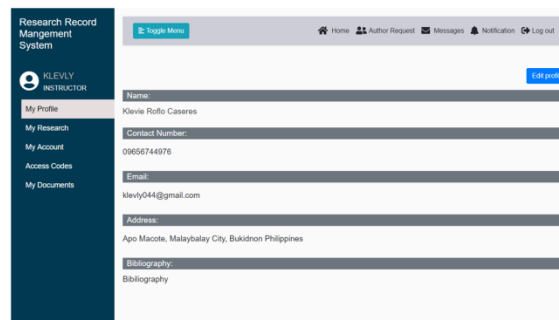 Research Record
Mangement
System
Toggle Menu
Home Author Request Messages Notification Log out
KLEVLY
INSTRUCTOR
Edit profil
My Profile
My Research
My Account
Access Codes
My Documents
Name:
Klevie Roflo Caseres
Contact Number:
09656744976
Email:
klevly044@gmail.com
Address:
Apo Macote, Malaybalay City, Bukidnon Philippines
Bibliography:
Bibiliography